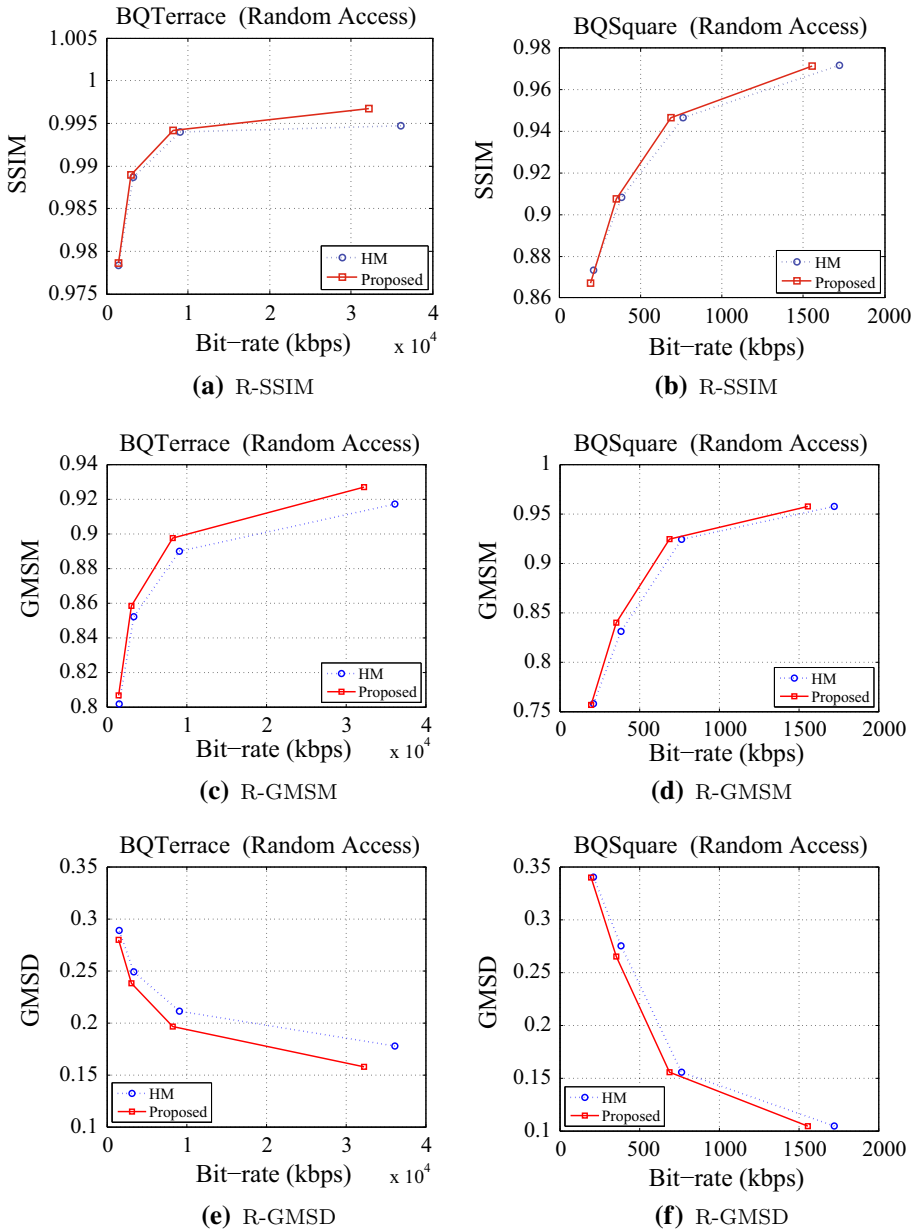 BQTerrace (Random Access)
1.005
1
0.995
0.99
0.985
0.98
0.975
SSIM
HM
Proposed
0 1 2 3 4
Bit−rate (kbps) x 10^4
(a) R-SSIM
BQSquare (Random Access)
0.98
0.96
0.94
0.92
0.9
0.88
0.86
SSIM
HM
Proposed
0 500 1000 1500 2000
Bit−rate (kbps)
(b) R-SSIM
BQTerrace (Random Access)
0.94
0.92
0.9
0.88
0.86
0.84
0.82
0.8
GMSM
HM
Proposed
0 1 2 3 4
Bit−rate (kbps) x 10^4
(c) R-GMSM
BQSquare (Random Access)
1
0.95
0.9
0.85
0.8
0.75
GMSM
HM
Proposed
0 500 1000 1500 2000
Bit−rate (kbps)
(d) R-GMSM
BQTerrace (Random Access)
0.35
0.3
0.25
0.2
0.15
0.1
GMSD
HM
Proposed
0 1 2 3 4
Bit−rate (kbps) x 10^4
(e) R-GMSD
BQSquare (Random Access)
0.35
0.3
0.25
0.2
0.15
0.1
GMSD
HM
Proposed
0 500 1000 1500 2000
Bit−rate (kbps)
(f) R-GMSD